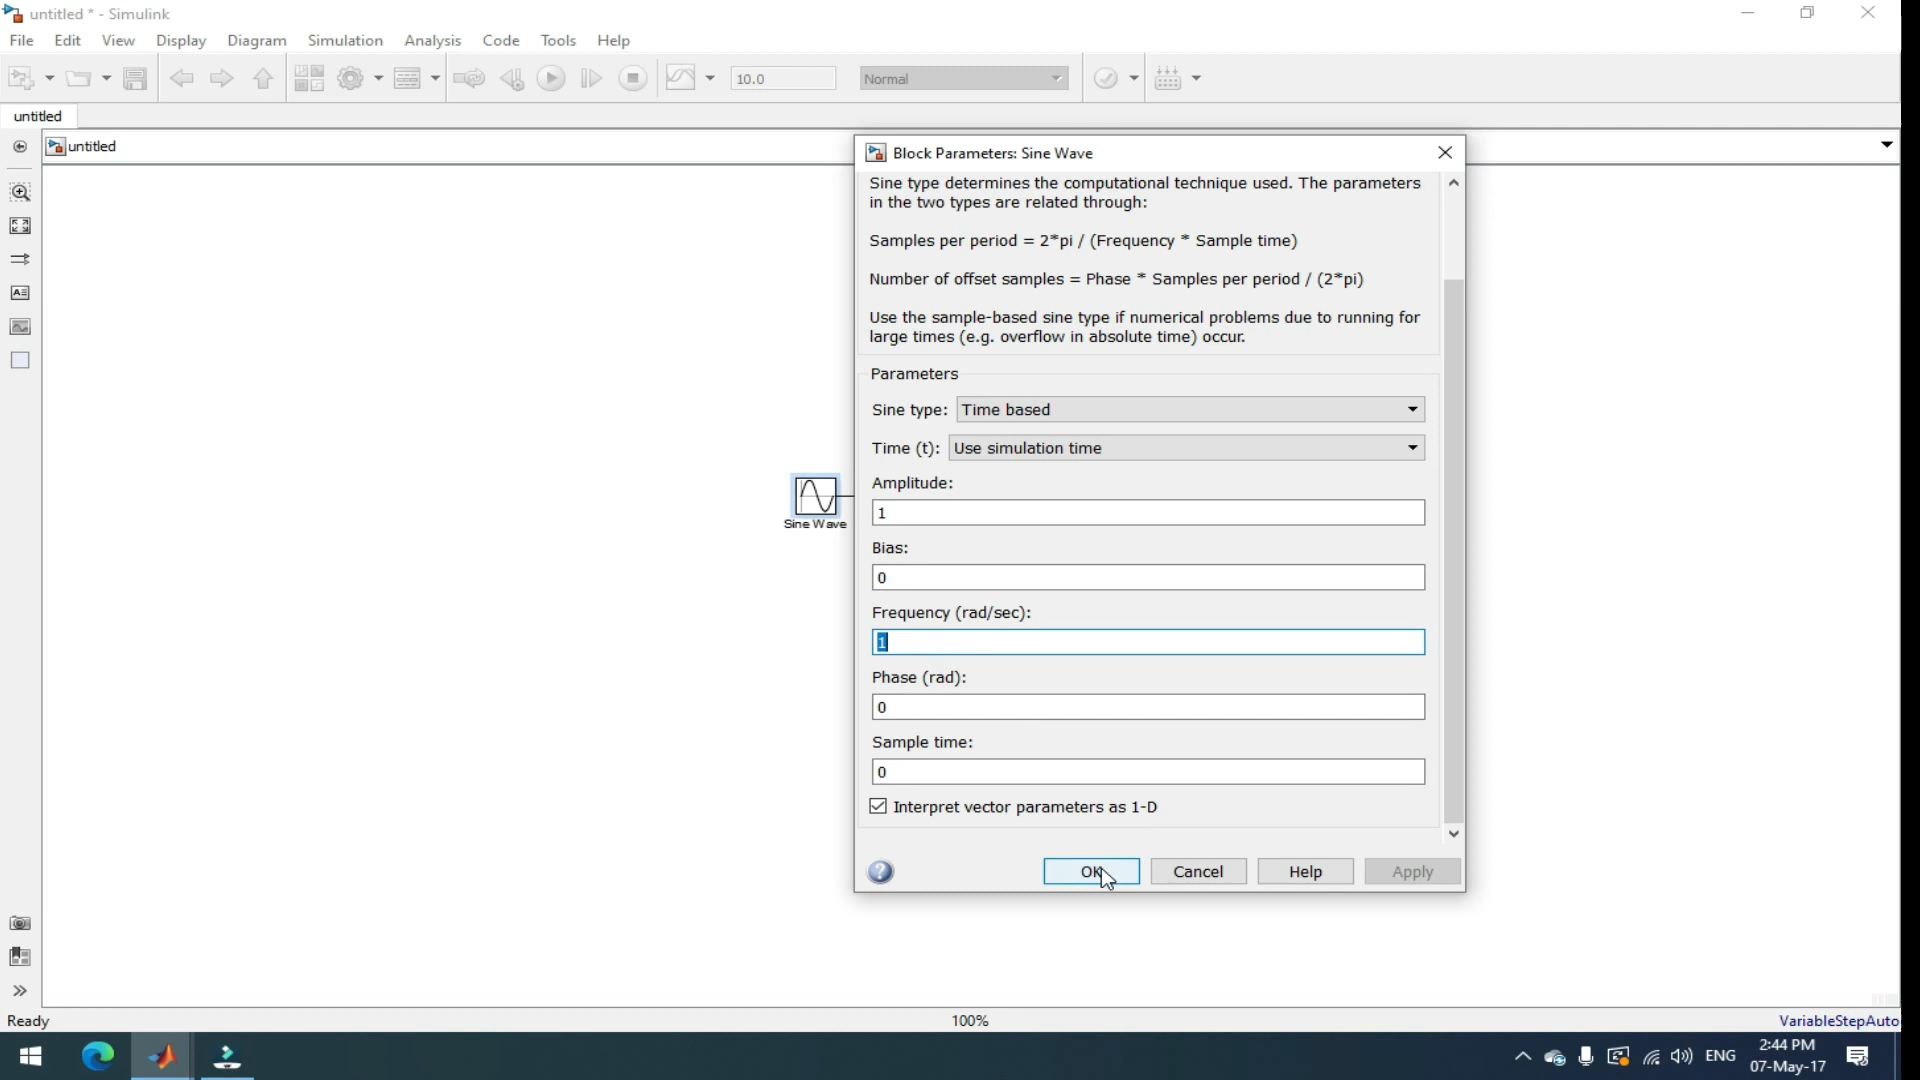 untitled * - Simulink
File Edit View Display Diagram Simulation Analysis Code Tools Help
10.0 Normal
untitled
untitled
Block Parameters: Sine Wave
Sine type determines the computational technique used. The parameters
in the two types are related through:
Samples per period = 2*pi / (Frequency * Sample time)
Number of offset samples = Phase * Samples per period / (2*pi)
Use the sample-based sine type if numerical problems due to running for
large times (e.g. overflow in absolute time) occur.
Parameters
Sine type: Time based
Time (t): Use simulation time
Amplitude:
1
Bias:
0
Frequency (rad/sec):
1
Phase (rad):
0
Sample time:
0
Interpret vector parameters as 1-D
OK Cancel Help Apply
Sine Wave
Ready 100% VariableStepAuto
ENG 2:44 PM
07-May-17